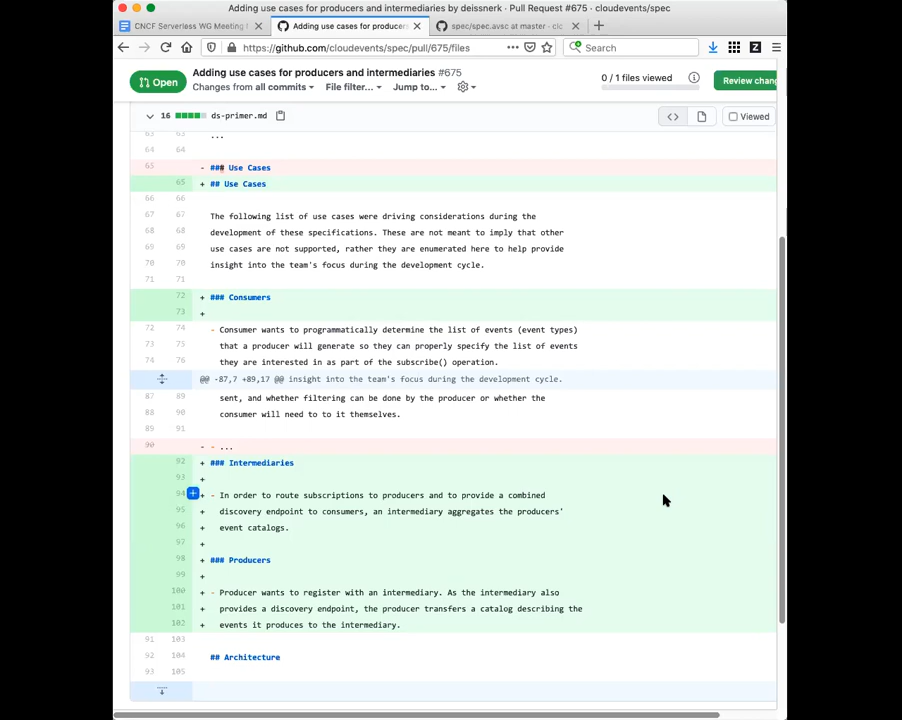 Adding use cases for producers and intermediaries by deissnerk · Pull Request #675 · cloudevents/spec
CNCF Serverless WG Meeting
Adding use cases for producers
spec/spec.avsc at master · clo
https://github.com/cloudevents/spec/pull/675/files
Search
Open
Adding use cases for producers and intermediaries #675
Changes from all commits
File filter...
Jump to...
0 / 1 files viewed
Review chang
16 ds-primer.md
Viewed
63 63 ...
64 64
65 - ### Use Cases
65 + ## Use Cases
66 66
67 67 The following list of use cases were driving considerations during the
68 68 development of these specifications. These are not meant to imply that other
69 69 use cases are not supported, rather they are enumerated here to help provide
70 70 insight into the team's focus during the development cycle.
71 71
72 + ### Consumers
73 +
72 74 - Consumer wants to programmatically determine the list of events (event types)
73 75 that a producer will generate so they can properly specify the list of events
74 76 they are interested in as part of the subscribe() operation.
@@ -87,7 +89,17 @@ insight into the team's focus during the development cycle.
87 89 sent, and whether filtering can be done by the producer or whether the
88 90 consumer will need to to it themselves.
89 91
90 - - ...
92 + ### Intermediaries
93 +
94 + - In order to route subscriptions to producers and to provide a combined
95 + discovery endpoint to consumers, an intermediary aggregates the producers'
96 + event catalogs.
97 +
98 + ### Producers
99 +
100 + - Producer wants to register with an intermediary. As the intermediary also
101 + provides a discovery endpoint, the producer transfers a catalog describing the
102 + events it produces to the intermediary.
91 103
92 104 ## Architecture
93 105